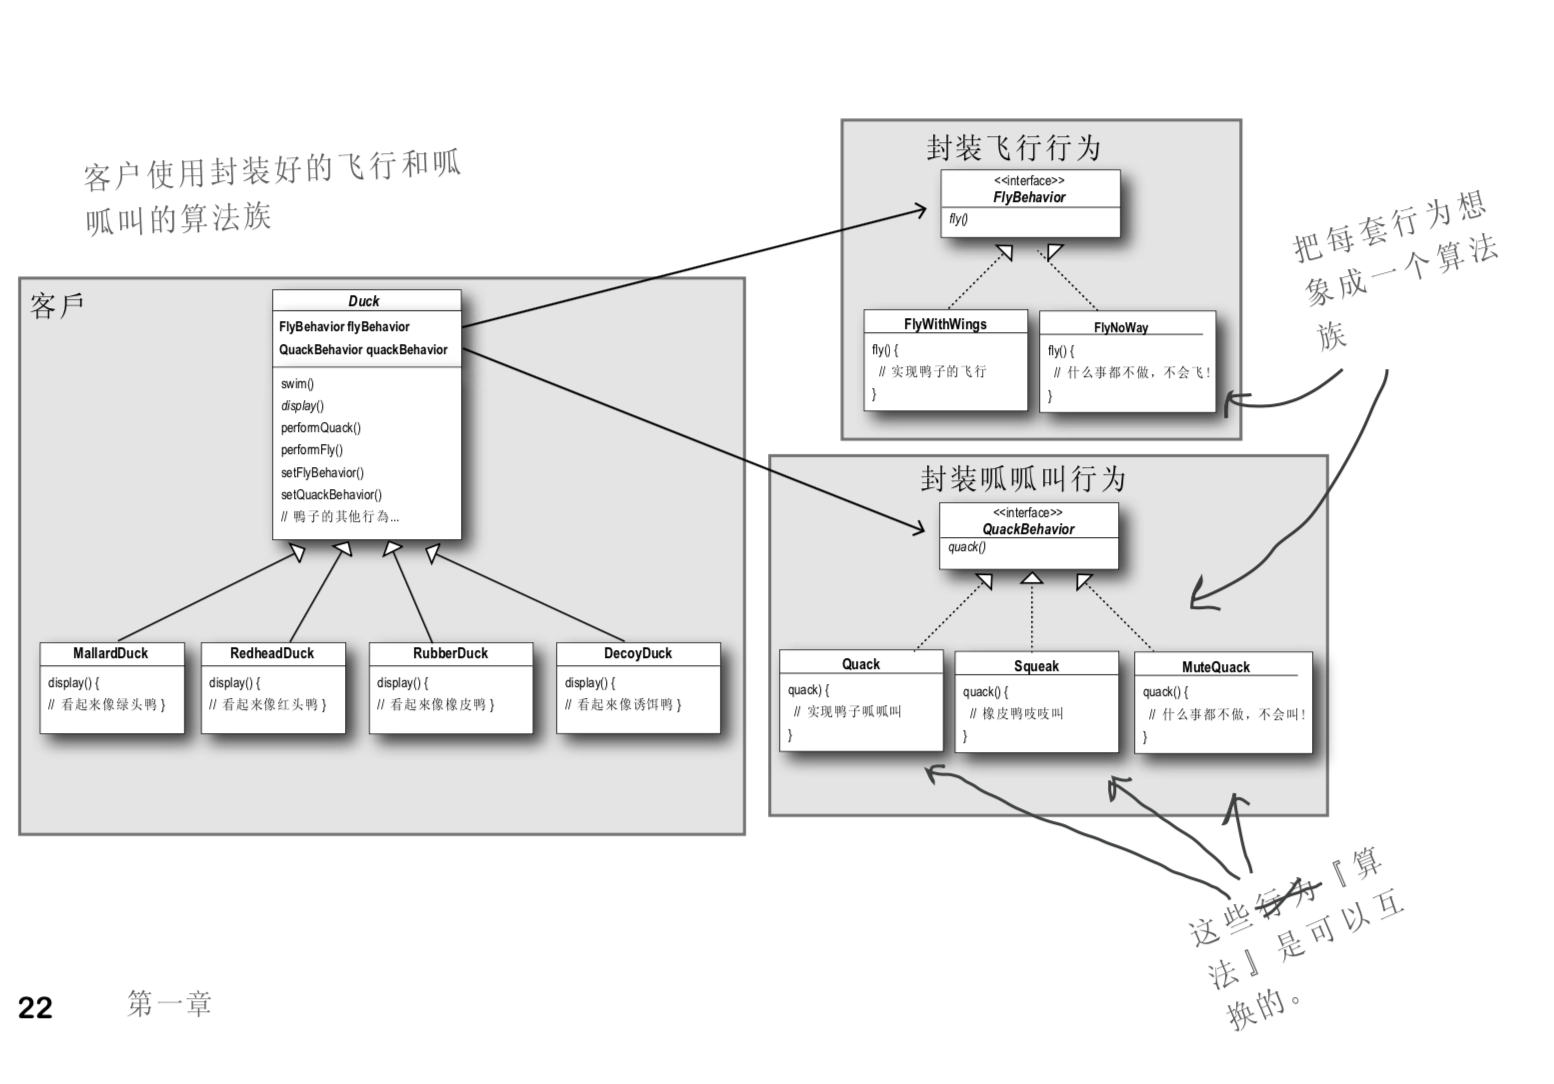 客户使用封装好的飞行和呱
呱叫的算法族
客戶
Duck
FlyBehavior flyBehavior
QuackBehavior quackBehavior
swim()
display()
performQuack()
performFly()
setFlyBehavior()
setQuackBehavior()
// 鴨子的其他行為...
MallardDuck
display() {
// 看起來像绿头鸭 }
RedheadDuck
display() {
// 看起來像红头鸭 }
RubberDuck
display() {
// 看起來像橡皮鸭 }
DecoyDuck
display() {
// 看起來像诱饵鸭 }
封装飞行行为
<<interface>>
FlyBehavior
fly()
FlyWithWings
fly() {
// 实现鸭子的飞行
}
FlyNoWay
fly() {
// 什么事都不做，不会飞！
}
把每套行为想
象成一个算法
族
封装呱呱叫行为
<<interface>>
QuackBehavior
quack()
Quack
quack) {
// 实现鸭子呱呱叫
}
Squeak
quack() {
// 橡皮鸭吱吱叫
}
MuteQuack
quack() {
// 什么事都不做，不会叫！
}
这些行为『算
法』是可以互
换的。
22 第一章